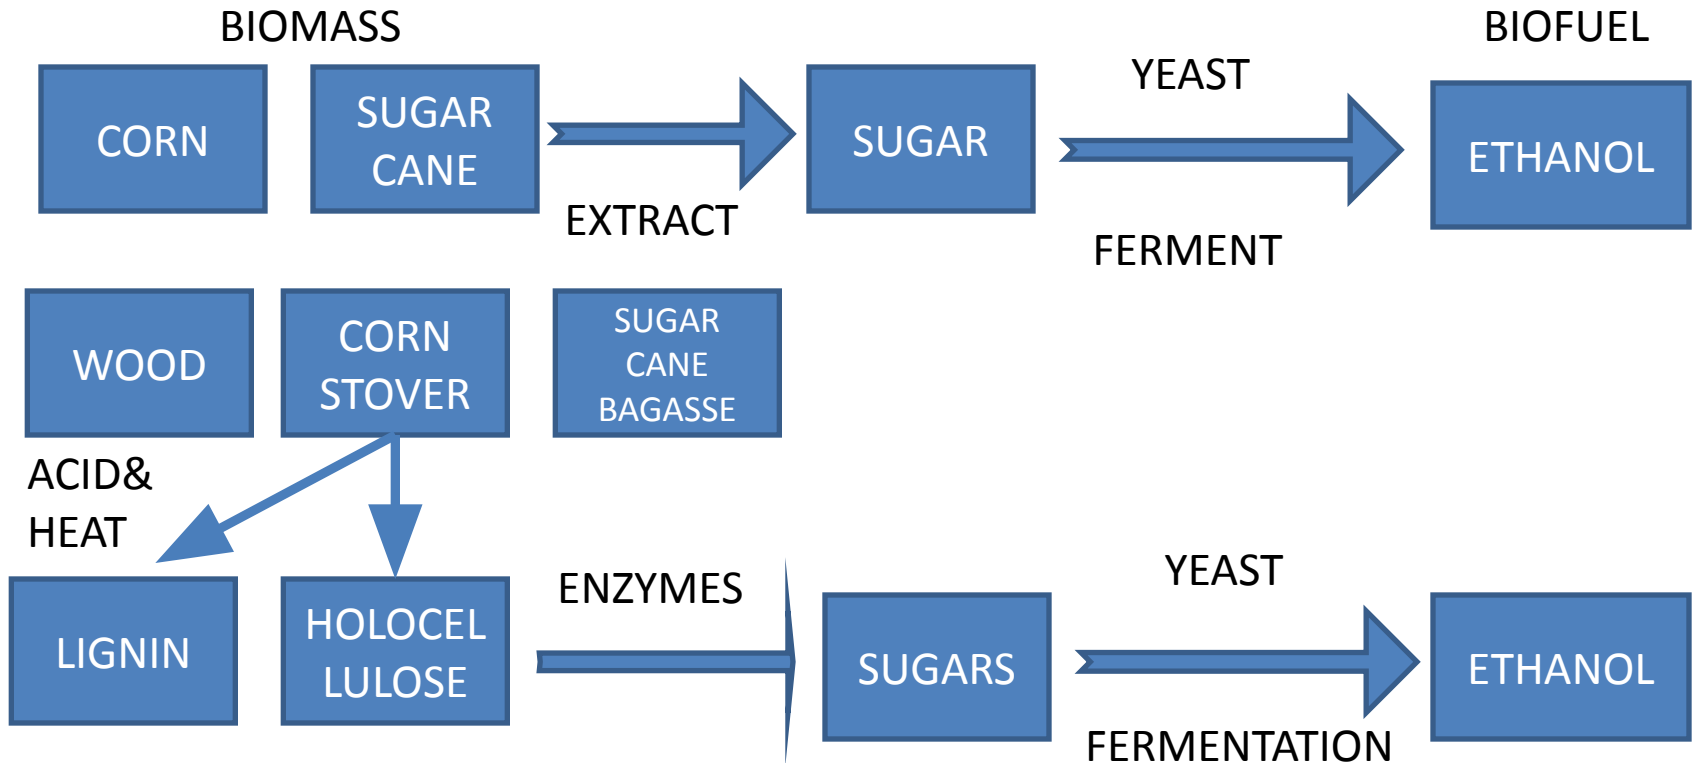 BIOMASS
BIOFUEL
CORN
SUGAR
CANE
EXTRACT
SUGAR
YEAST
FERMENT
ETHANOL
WOOD
CORN
STOVER
SUGAR
CANE
BAGASSE
ACID&
HEAT
LIGNIN
HOLOCEL
LULOSE
ENZYMES
SUGARS
YEAST
FERMENTATION
ETHANOL